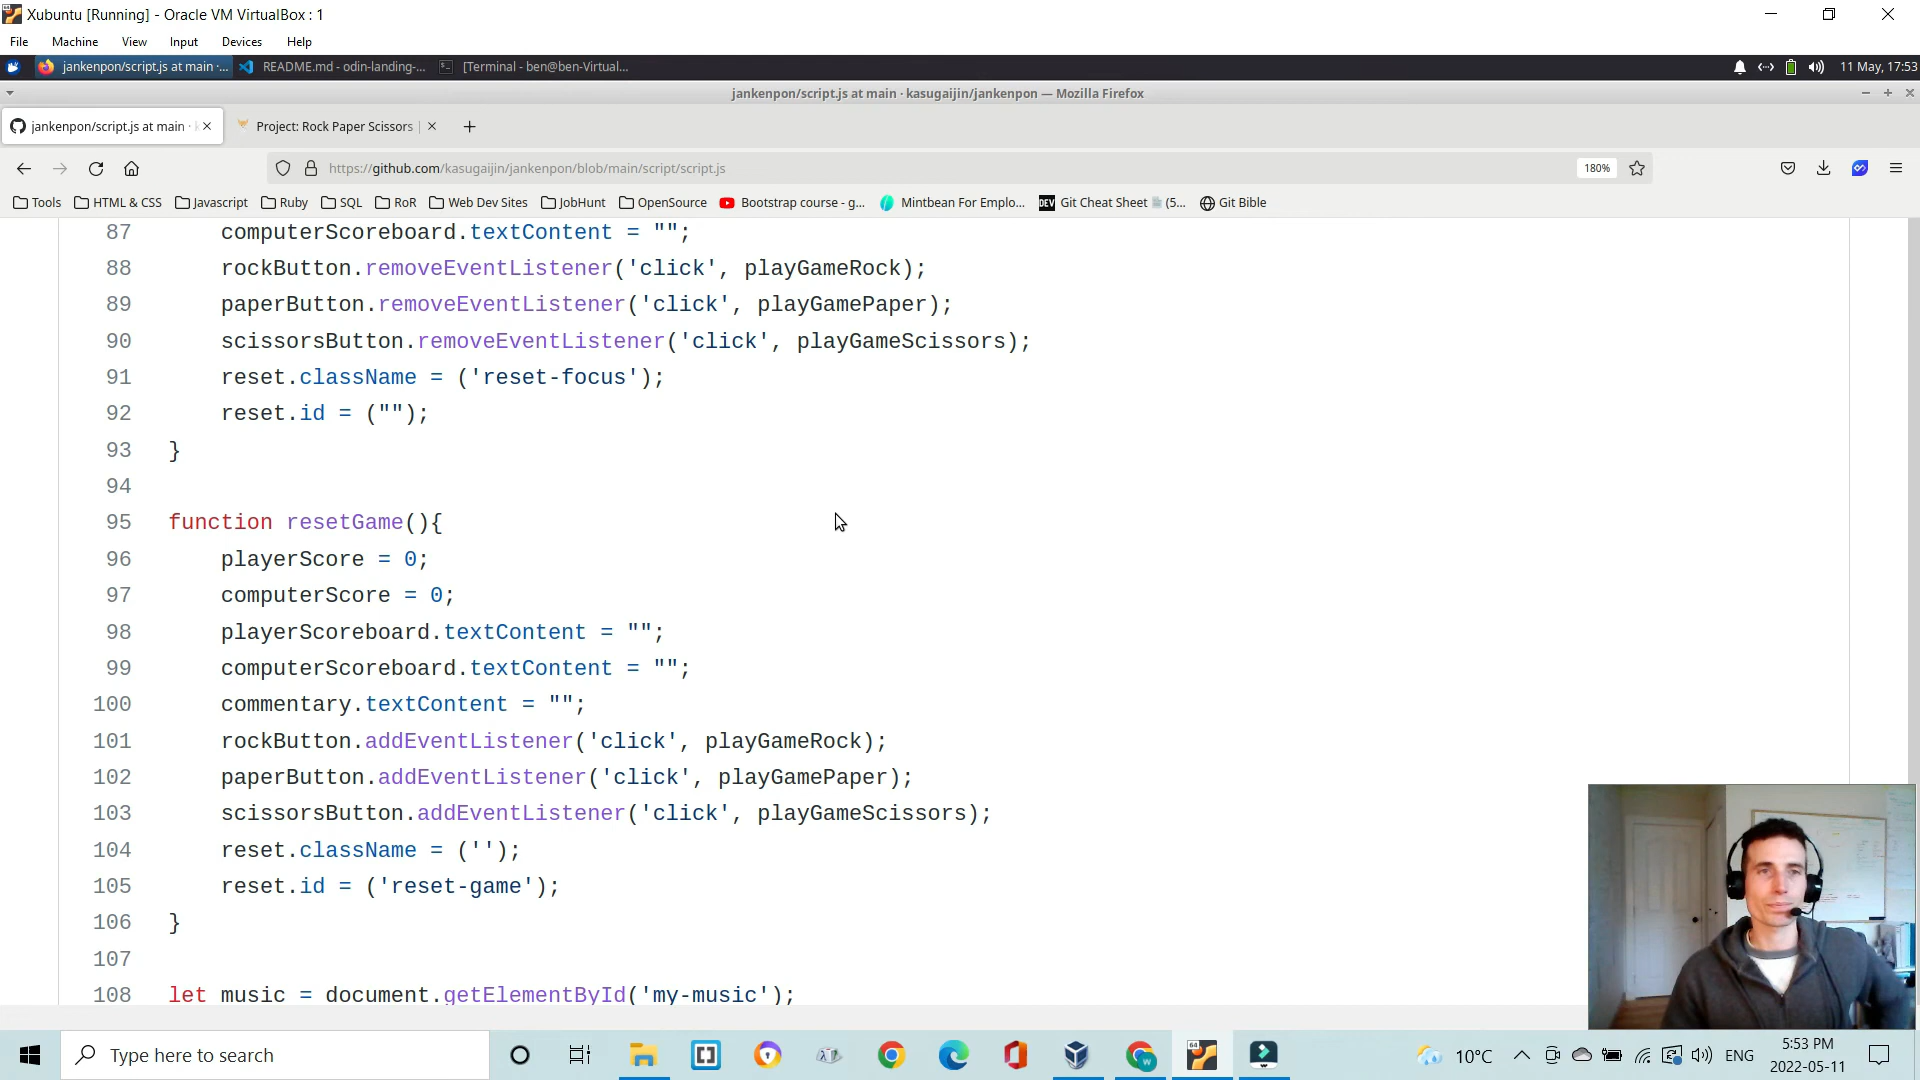 Xubuntu [Running] - Oracle VM VirtualBox : 1
File Machine View Input Devices Help
jankenpon/script.js at main ·... README.md - odin-landing-... [Terminal - ben@ben-Virtual... 11 May, 17:53
jankenpon/script.js at main · kasugaijin/jankenpon — Mozilla Firefox
jankenpon/script.js at main · Project: Rock Paper Scissors
https://github.com/kasugaijin/jankenpon/blob/main/script/script.js 180%
Tools HTML & CSS Javascript Ruby SQL RoR Web Dev Sites JobHunt OpenSource Bootstrap course - g... Mintbean For Emplo... DEV Git Cheat Sheet (5... Git Bible
87 computerScoreboard.textContent = "";
88 rockButton.removeEventListener('click', playGameRock);
89 paperButton.removeEventListener('click', playGamePaper);
90 scissorsButton.removeEventListener('click', playGameScissors);
91 reset.className = ('reset-focus');
92 reset.id = ("");
93 }
94
95 function resetGame(){
96 playerScore = 0;
97 computerScore = 0;
98 playerScoreboard.textContent = "";
99 computerScoreboard.textContent = "";
100 commentary.textContent = "";
101 rockButton.addEventListener('click', playGameRock);
102 paperButton.addEventListener('click', playGamePaper);
103 scissorsButton.addEventListener('click', playGameScissors);
104 reset.className = ('');
105 reset.id = ('reset-game');
106 }
107
108 let music = document.getElementById('my-music');
Type here to search 10°C ENG 5:53 PM
2022-05-11